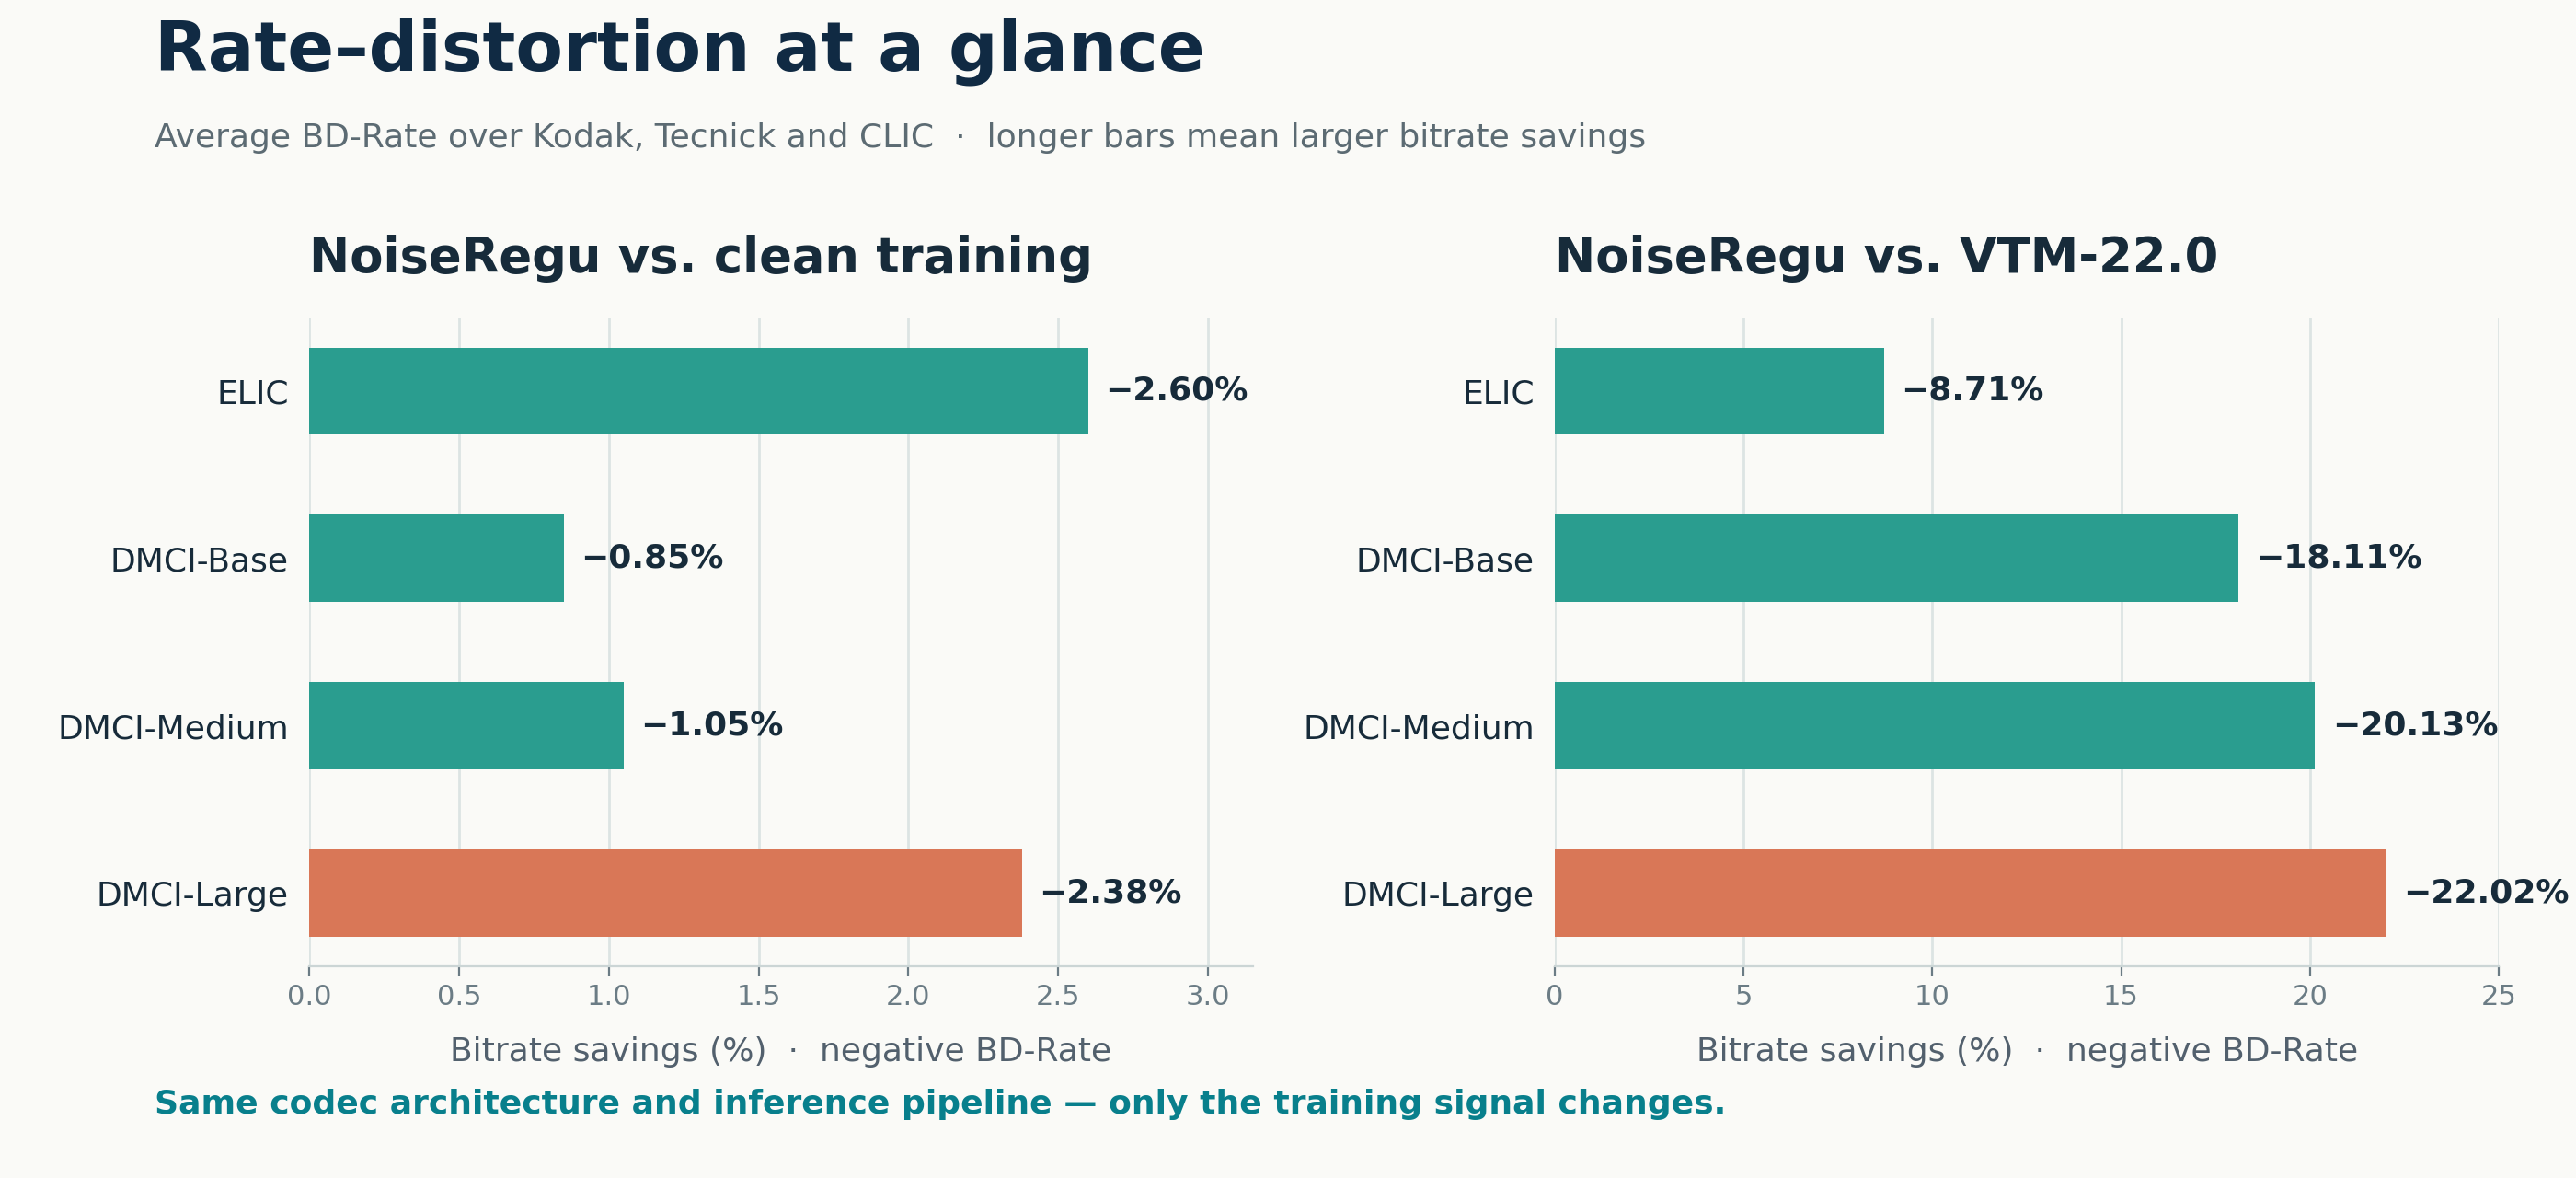 Rate–distortion at a glance
Average BD-Rate over Kodak, Tecnick and CLIC · longer bars mean larger bitrate savings
NoiseRegu vs. clean training
ELIC
−2.60%
DMCI-Base
−0.85%
DMCI-Medium
−1.05%
DMCI-Large
−2.38%
0.0 0.5 1.0 1.5 2.0 2.5 3.0
Bitrate savings (%) · negative BD-Rate
NoiseRegu vs. VTM-22.0
ELIC
−8.71%
DMCI-Base
−18.11%
DMCI-Medium
−20.13%
DMCI-Large
−22.02%
0 5 10 15 20 25
Bitrate savings (%) · negative BD-Rate
Same codec architecture and inference pipeline — only the training signal changes.